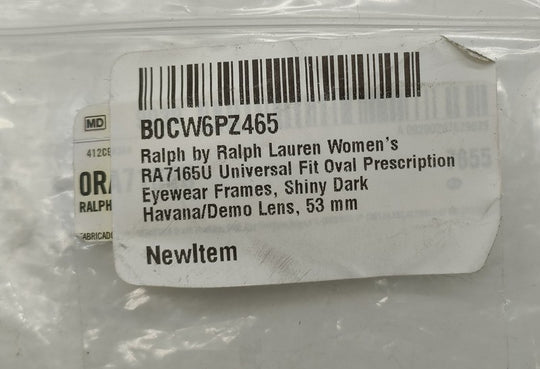 B0CW6PZ465
Ralph by Ralph Lauren Women's
RA7165U Universal Fit Oval Prescription
Eyewear Frames, Shiny Dark
Havana/Demo Lens, 53 mm
NewItem
MD
RALPH